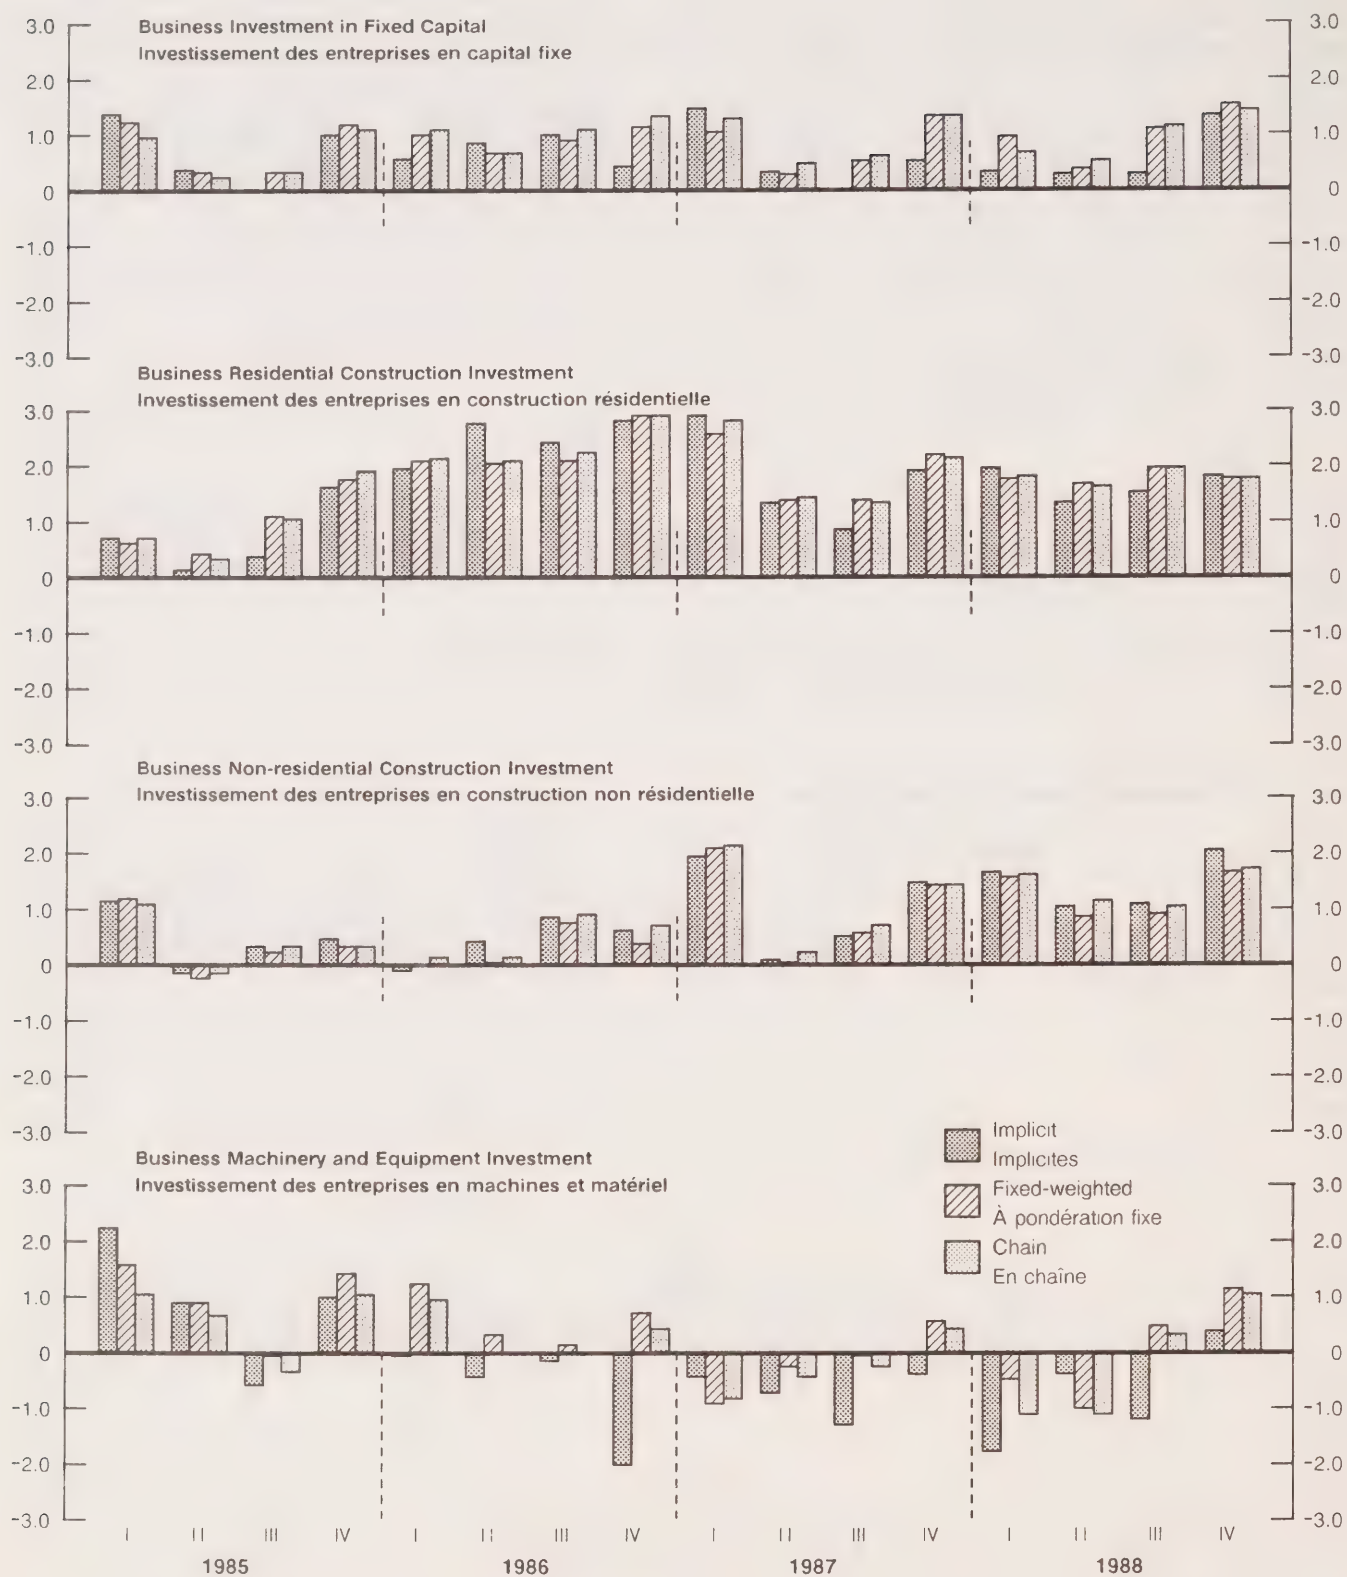 Business Investment in Fixed Capital
Investissement des entreprises en capital fixe
3.0 3.0
2.0 2.0
1.0 1.0
0 0
-1.0 -1.0
-2.0 -2.0
-3.0 -3.0
Business Residential Construction Investment
Investissement des entreprises en construction résidentielle
3.0 3.0
2.0 2.0
1.0 1.0
0 0
-1.0 -1.0
-2.0 -2.0
-3.0 -3.0
Business Non-residential Construction Investment
Investissement des entreprises en construction non résidentielle
3.0 3.0
2.0 2.0
1.0 1.0
0 0
-1.0 -1.0
-2.0 -2.0
-3.0 -3.0
Implicit
Implicites
Fixed-weighted
À pondération fixe
Chain
En chaîne
Business Machinery and Equipment Investment
Investissement des entreprises en machines et matériel
3.0 3.0
2.0 2.0
1.0 1.0
0 0
-1.0 -1.0
-2.0 -2.0
-3.0 -3.0
I II III IV I II III IV I II III IV I II III IV
1985 1986 1987 1988